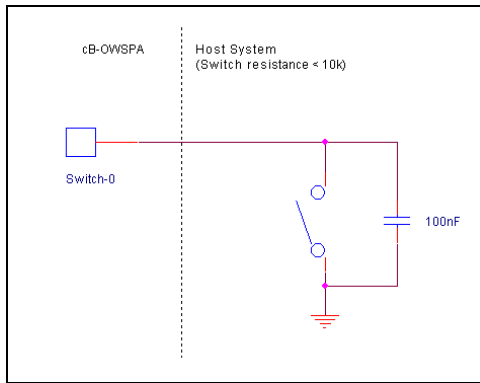 cB-OWSPA
Host System
(Switch resistance < 10k)
Switch-0
100nF